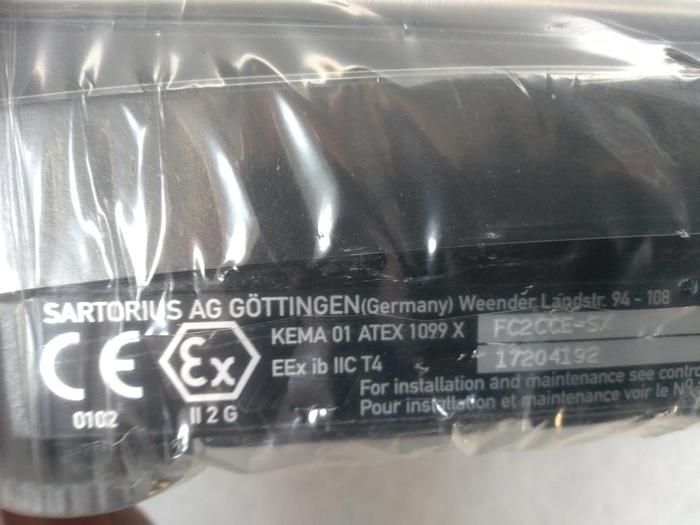 SARTORIUS AG GÖTTINGEN(Germany) Weender Landstr. 94 - 108
CE
0102
Ex
II 2 G
KEMA 01 ATEX 1099 X
FC2CCE-SX
EEx ib IIC T4
17204192
For installation and maintenance see contro
Pour installation et maintenance voir le N°